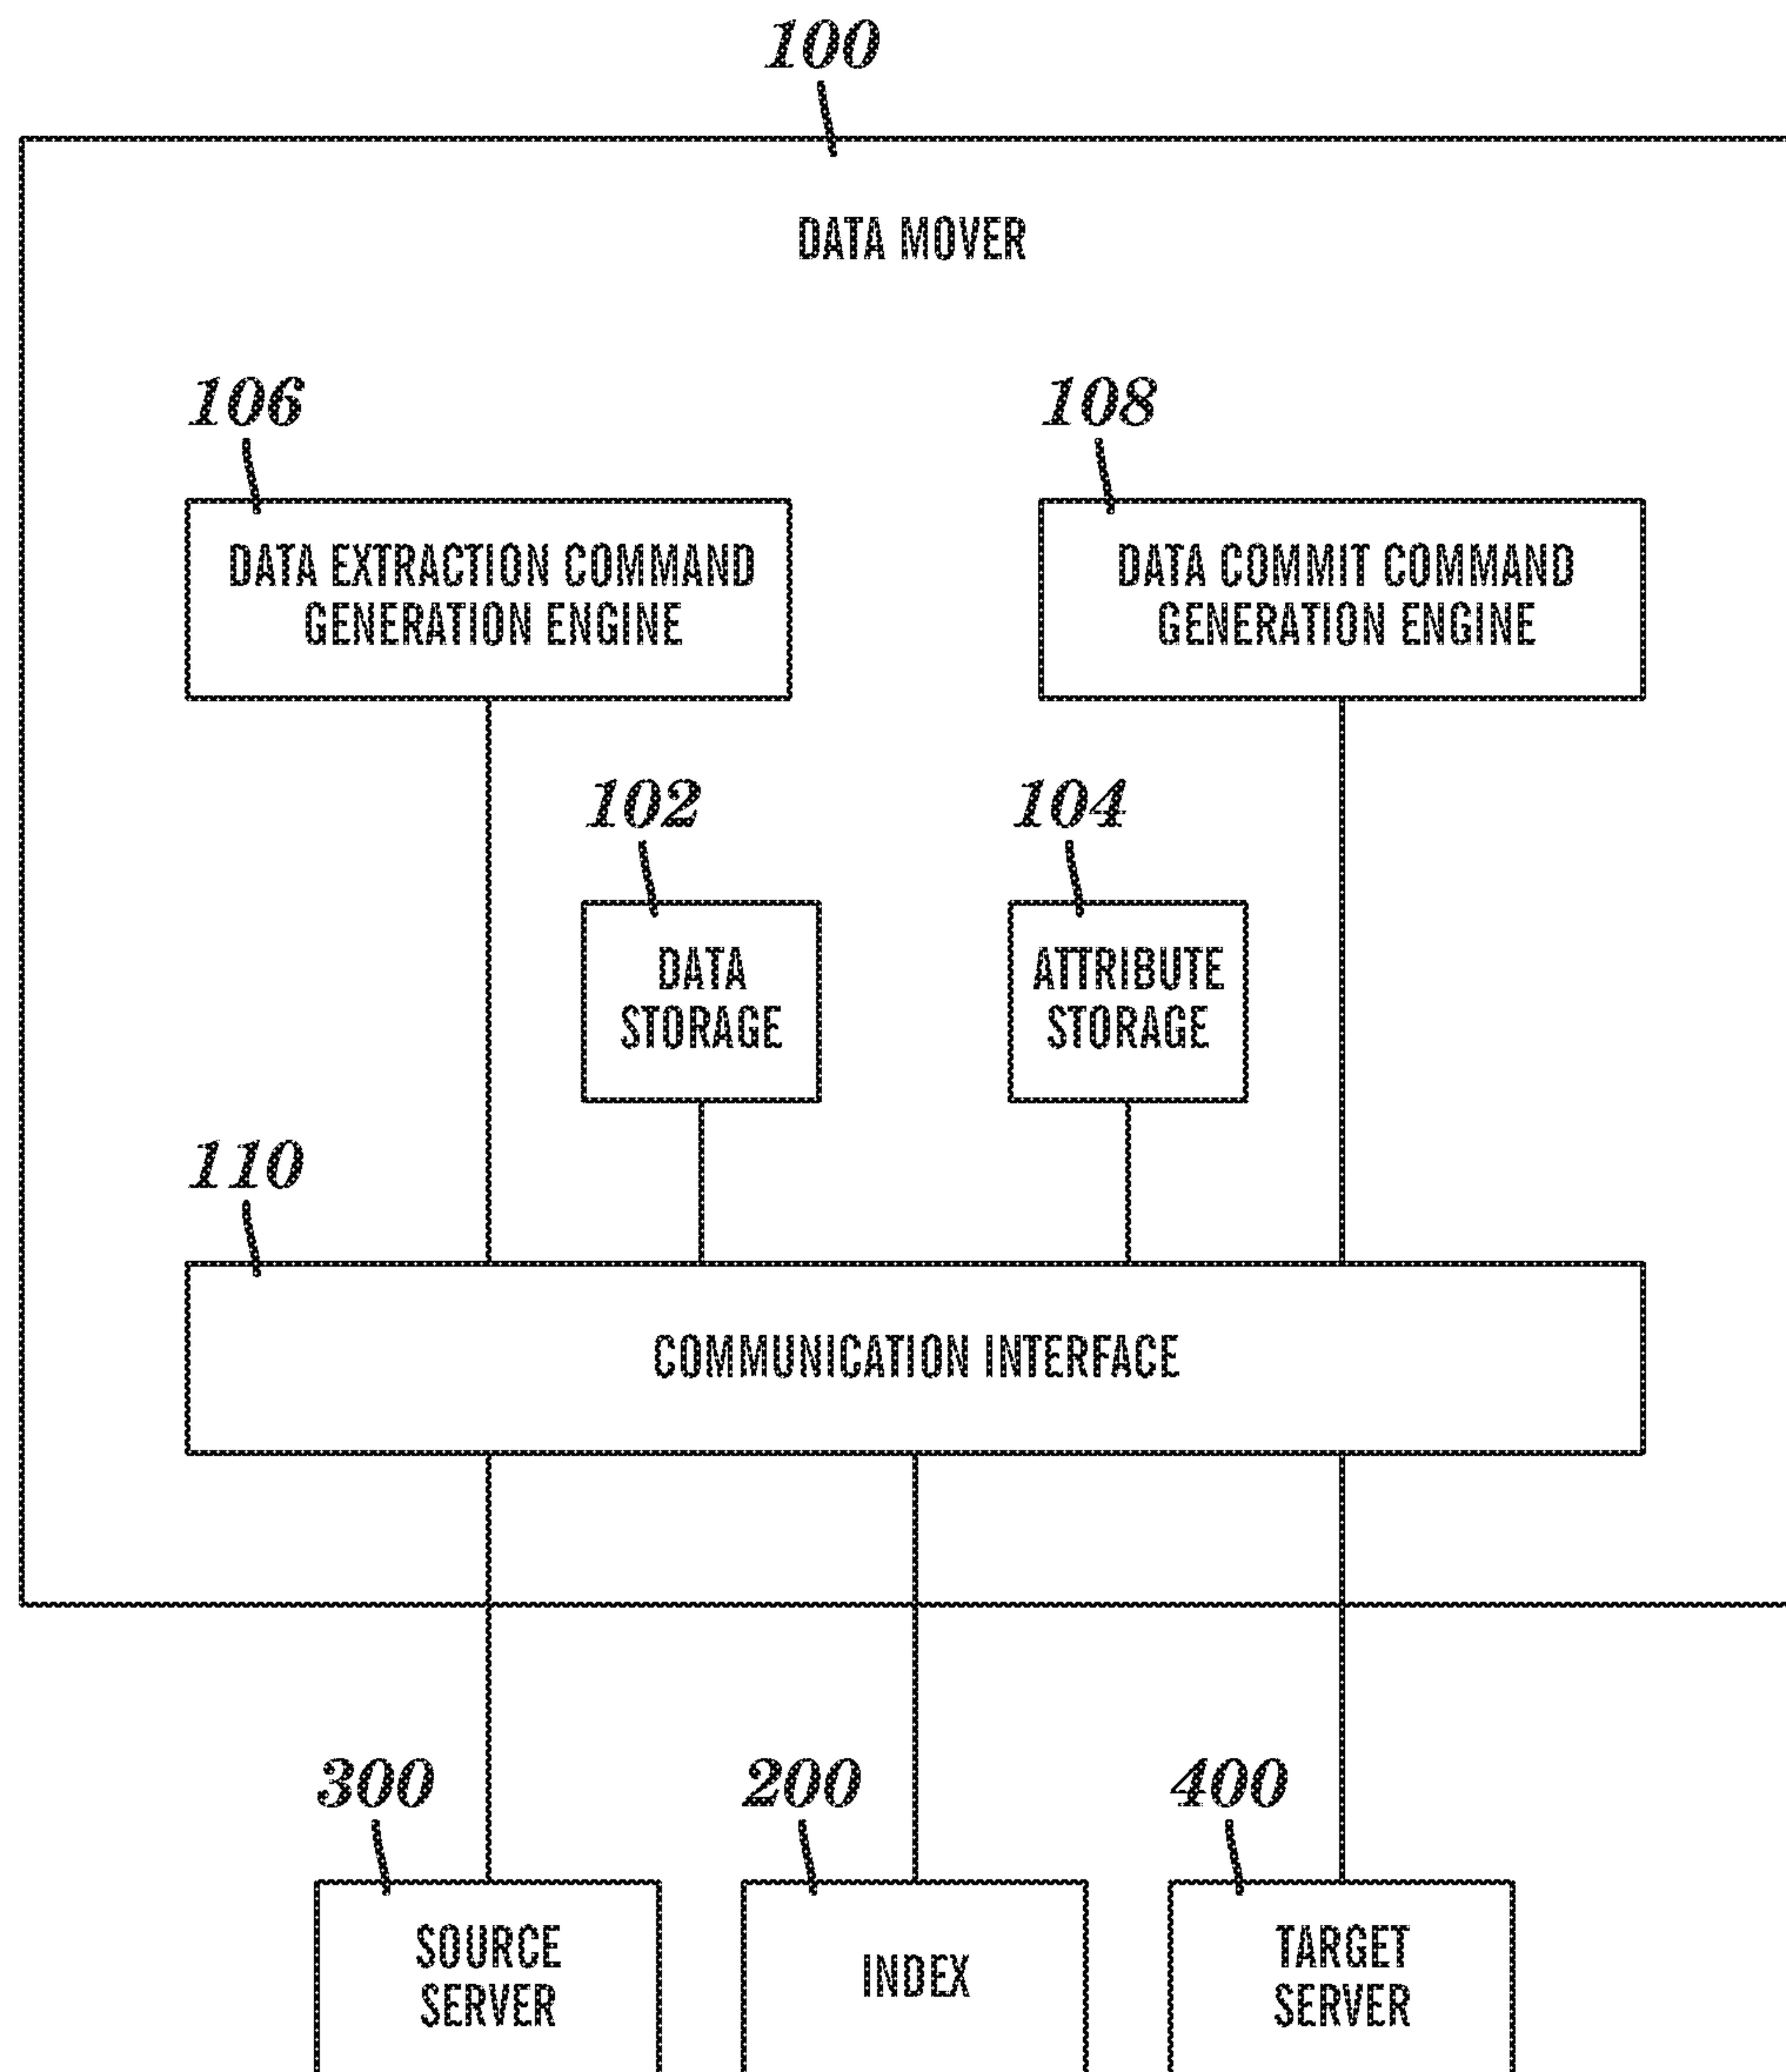 100
DATA MOVER
106
108
DATA EXTRACTION COMMAND
GENERATION ENGINE
DATA COMMIT COMMAND
GENERATION ENGINE
102
104
DATA
STORAGE
ATTRIBUTE
STORAGE
110
COMMUNICATION INTERFACE
300
200
400
SOURCE
SERVER
INDEX
TARGET
SERVER